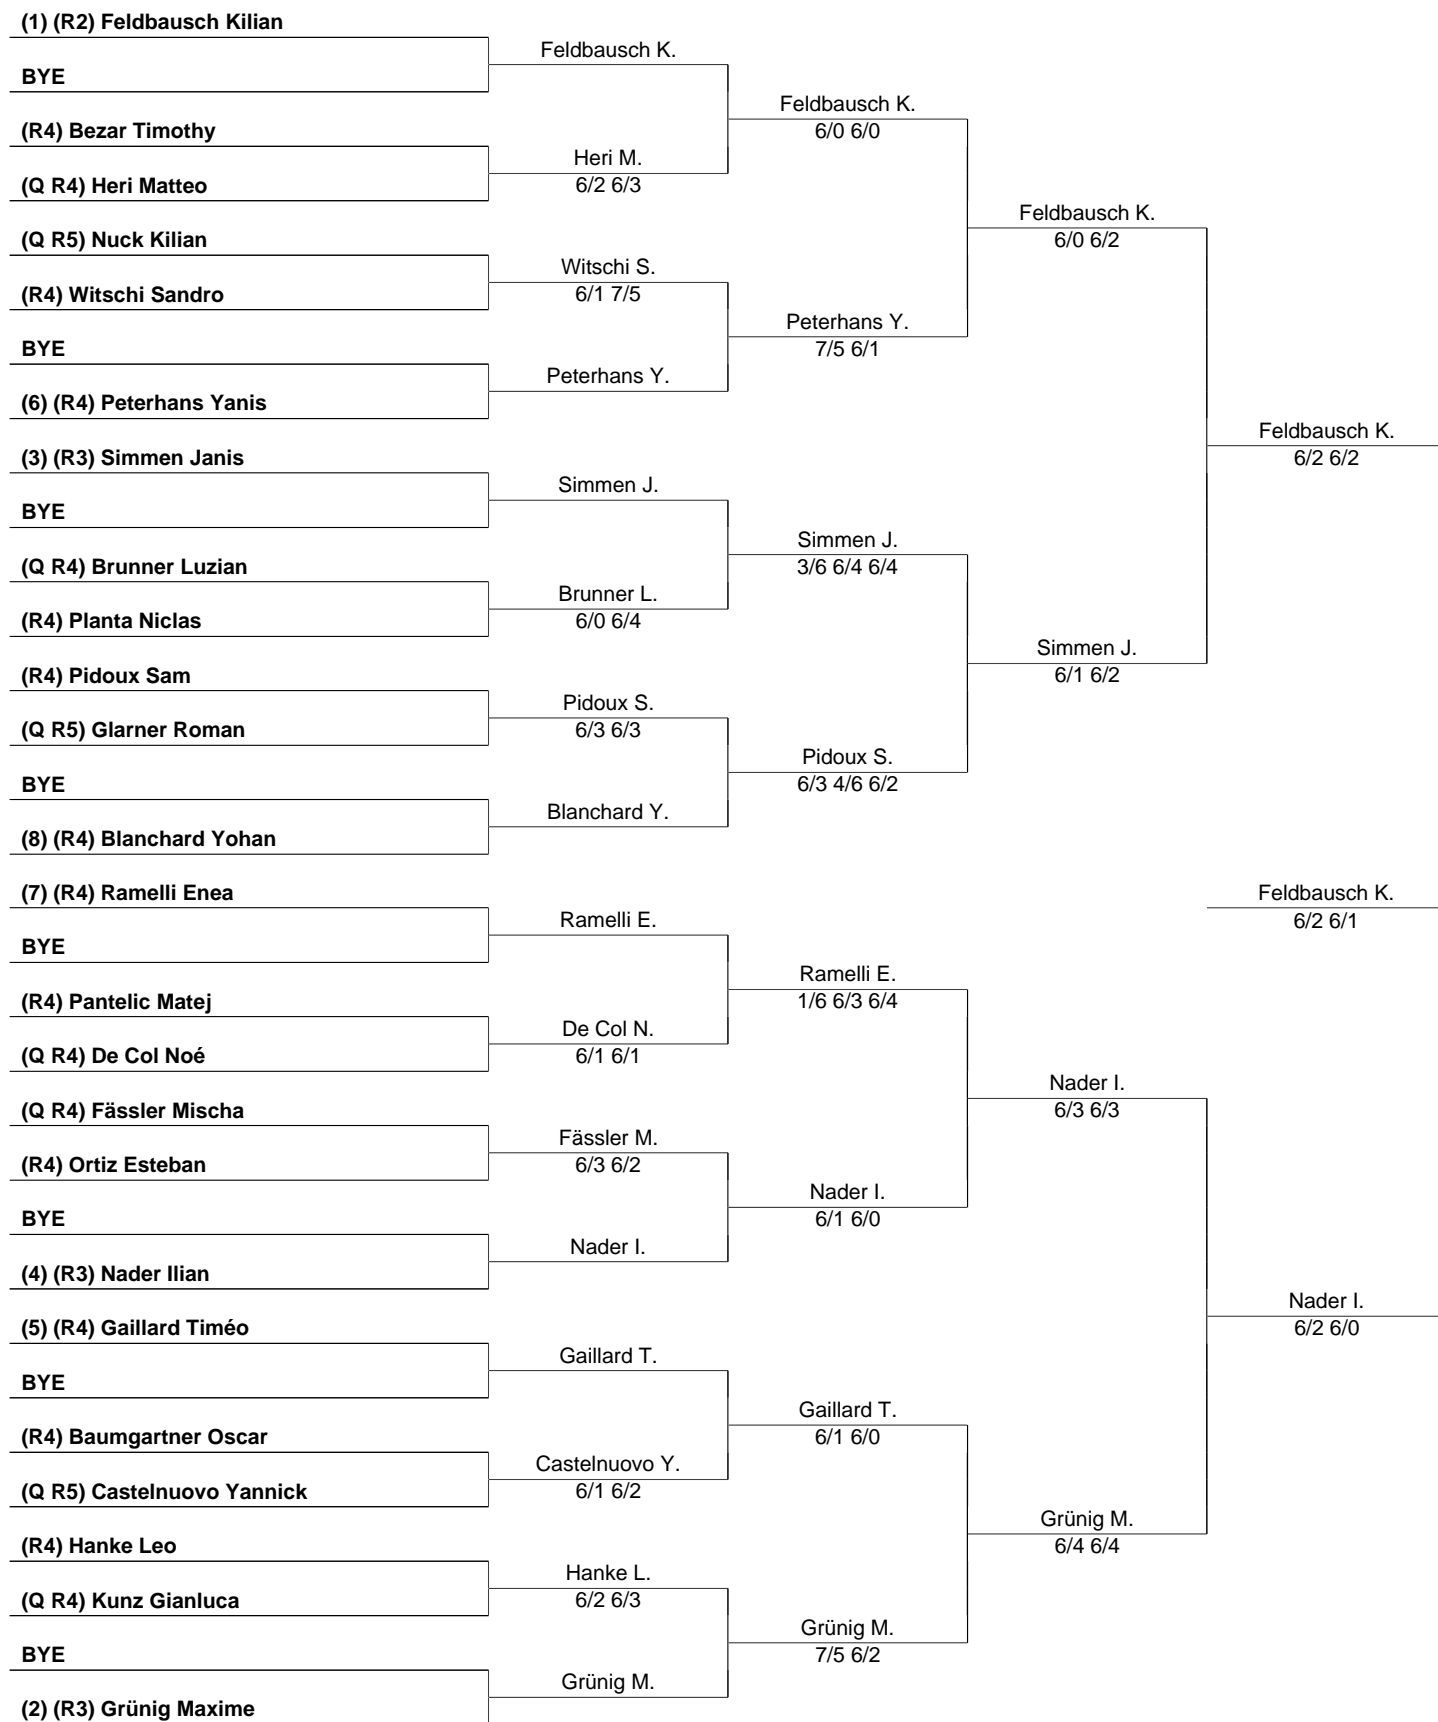 (1) (R2) Feldbausch Kilian
Feldbausch K.
BYE
Feldbausch K.
6/0 6/0
(R4) Bezar Timothy
Heri M.
6/2 6/3
(Q R4) Heri Matteo
Feldbausch K.
6/0 6/2
(Q R5) Nuck Kilian
Witschi S.
6/1 7/5
(R4) Witschi Sandro
Peterhans Y.
7/5 6/1
BYE
Peterhans Y.
(6) (R4) Peterhans Yanis
Feldbausch K.
6/2 6/2
(3) (R3) Simmen Janis
Simmen J.
BYE
Simmen J.
3/6 6/4 6/4
(Q R4) Brunner Luzian
Brunner L.
6/0 6/4
(R4) Planta Niclas
Simmen J.
6/1 6/2
(R4) Pidoux Sam
Pidoux S.
6/3 6/3
(Q R5) Glarner Roman
Pidoux S.
6/3 4/6 6/2
BYE
Blanchard Y.
(8) (R4) Blanchard Yohan
(7) (R4) Ramelli Enea
Feldbausch K.
6/2 6/1
Ramelli E.
BYE
Ramelli E.
1/6 6/3 6/4
(R4) Pantelic Matej
De Col N.
6/1 6/1
(Q R4) De Col Noé
Nader I.
6/3 6/3
(Q R4) Fässler Mischa
Fässler M.
6/3 6/2
(R4) Ortiz Esteban
Nader I.
6/1 6/0
BYE
Nader I.
(4) (R3) Nader Ilian
Nader I.
6/2 6/0
(5) (R4) Gaillard Timéo
Gaillard T.
BYE
Gaillard T.
6/1 6/0
(R4) Baumgartner Oscar
Castelnuovo Y.
6/1 6/2
(Q R5) Castelnuovo Yannick
Grünig M.
6/4 6/4
(R4) Hanke Leo
Hanke L.
6/2 6/3
(Q R4) Kunz Gianluca
Grünig M.
7/5 6/2
BYE
Grünig M.
(2) (R3) Grünig Maxime